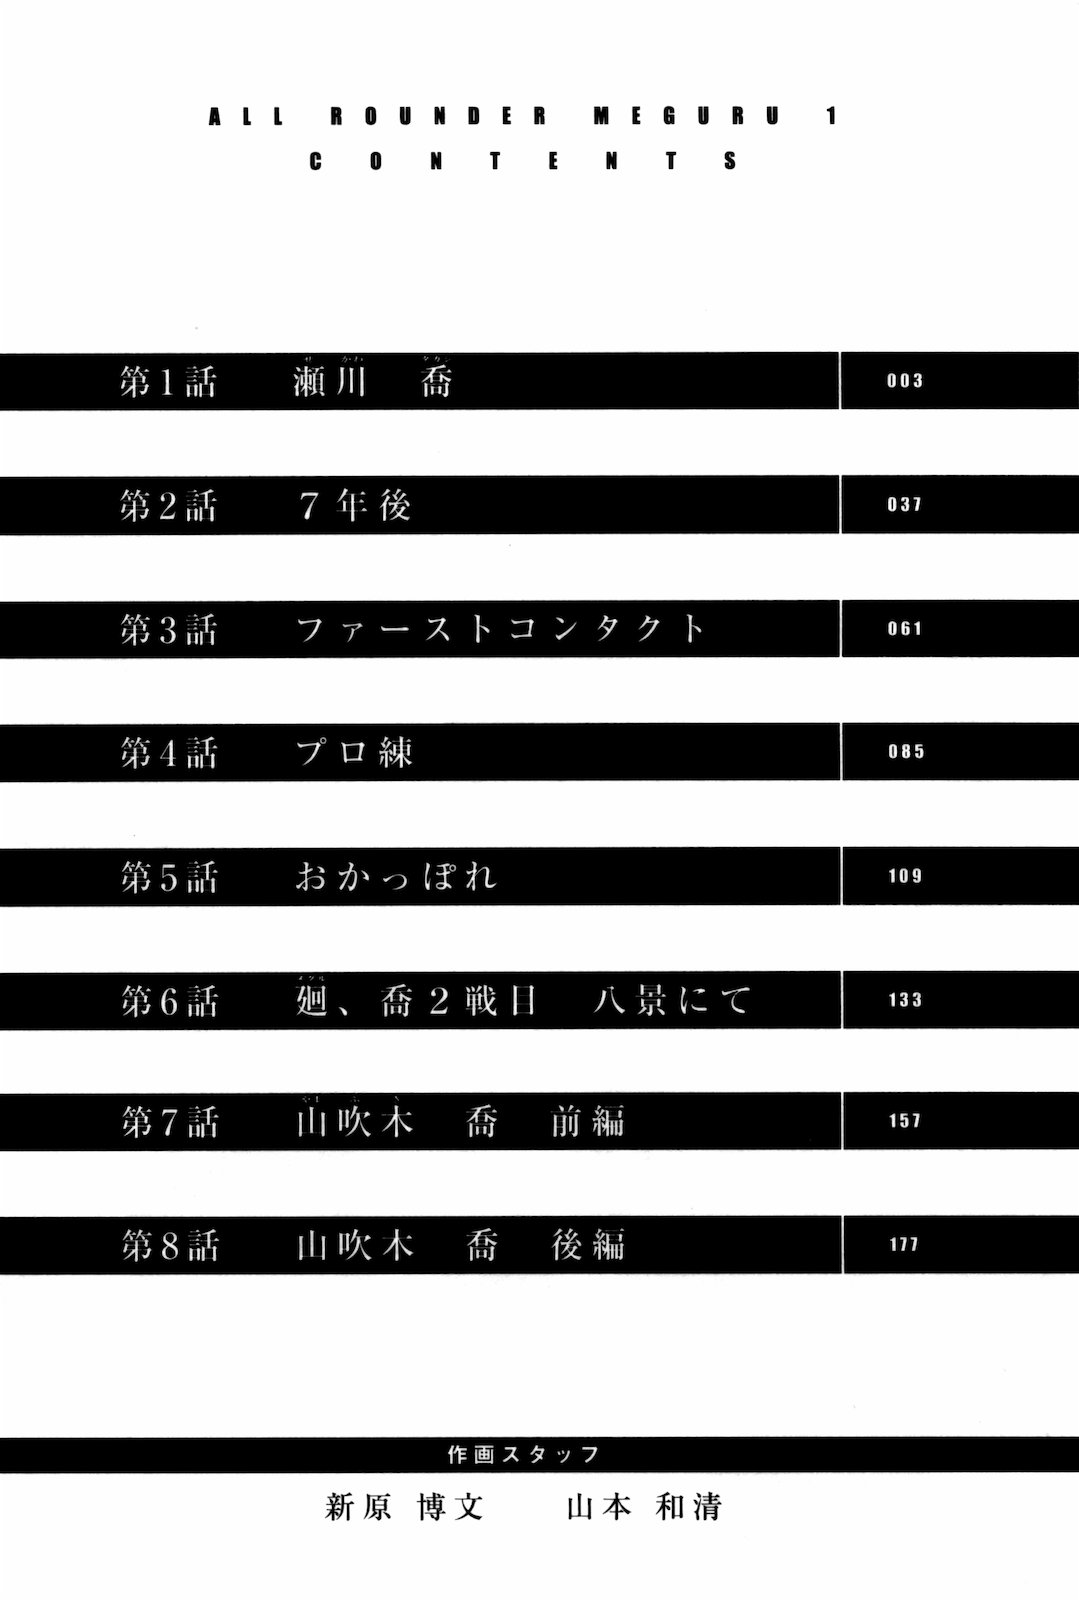 ALL ROUNDER MEGURU 1
CONTENTS
第1話 瀬川 喬 003
第2話 7年後 037
第3話 ファーストコンタクト 061
第4話 プロ練 085
第5話 おかっぽれ 109
第6話 廻、喬2戦目 八景にて 133
第7話 山吹木 喬 前編 157
第8話 山吹木 喬 後編 177
作画スタッフ
新原 博文 山本 和清